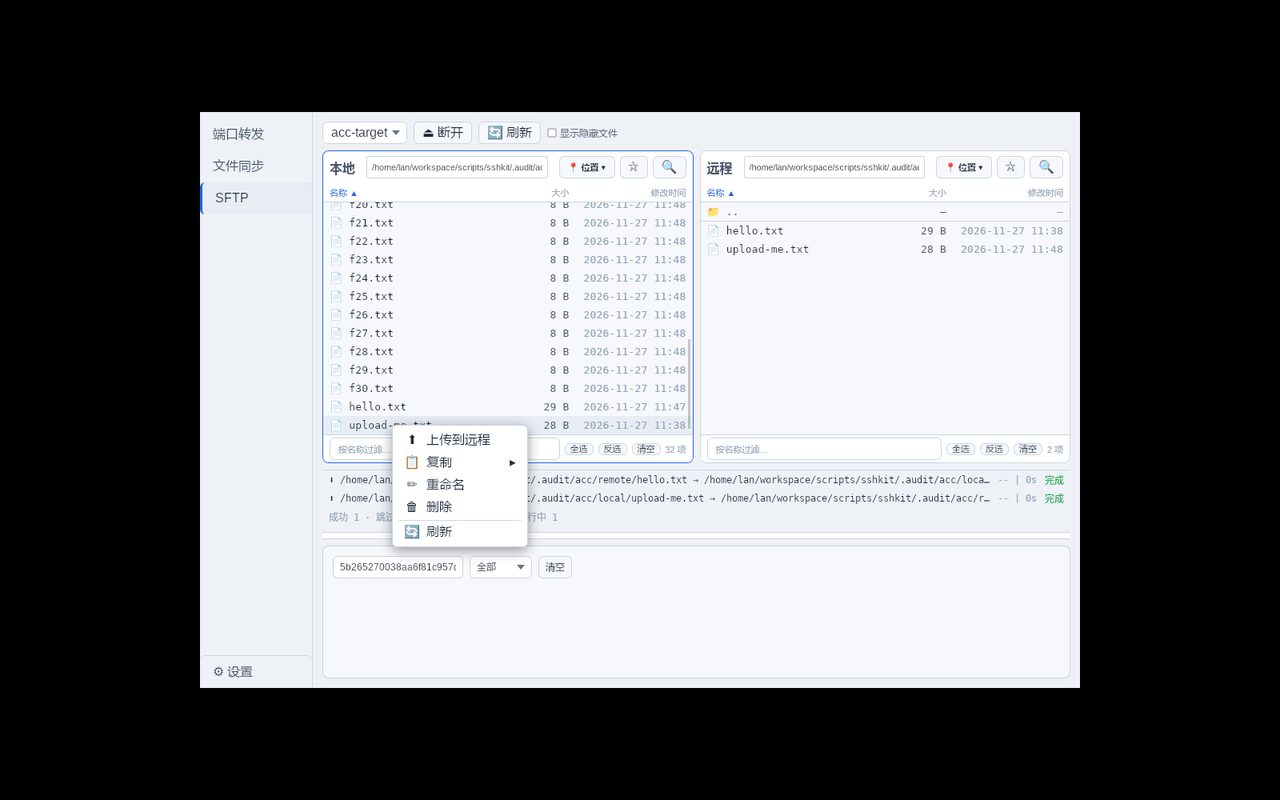 端口转发
文件同步
SFTP
⚙ 设置
acc-target ⏏ 断开 🔄 刷新 显示隐藏文件
本地 /home/lan/workspace/scripts/sshkit/.audit/ac 📍 位置 ▾ ☆ 🔍
名称 ▲ 大小 修改时间
f20.txt 8 B 2026-11-27 11:48
f21.txt 8 B 2026-11-27 11:48
f22.txt 8 B 2026-11-27 11:48
f23.txt 8 B 2026-11-27 11:48
f24.txt 8 B 2026-11-27 11:48
f25.txt 8 B 2026-11-27 11:48
f26.txt 8 B 2026-11-27 11:48
f27.txt 8 B 2026-11-27 11:48
f28.txt 8 B 2026-11-27 11:48
f29.txt 8 B 2026-11-27 11:48
f30.txt 8 B 2026-11-27 11:48
hello.txt 29 B 2026-11-27 11:47
upload-me.txt 28 B 2026-11-27 11:38
按名称过滤... 全选 反选 清空 32 项
远程 /home/lan/workspace/scripts/sshkit/.audit/ac 📍 位置 ▾ ☆ 🔍
名称 ▲ 大小 修改时间
📁 .. — —
hello.txt 29 B 2026-11-27 11:38
upload-me.txt 28 B 2026-11-27 11:48
按名称过滤... 全选 反选 清空 2 项
⬆ 上传到远程
📋 复制 ▸
✏ 重命名
🗑 删除
🔄 刷新
⬇ /home/lan/ t/.audit/acc/remote/hello.txt → /home/lan/workspace/scripts/sshkit/.audit/acc/loca… -- | 0s 完成
⬆ /home/lan/ t/.audit/acc/local/upload-me.txt → /home/lan/workspace/scripts/sshkit/.audit/acc/r… -- | 0s 完成
成功 1 · 跳过 行中 1
5b265270038aa6f81c957c 全部 清空